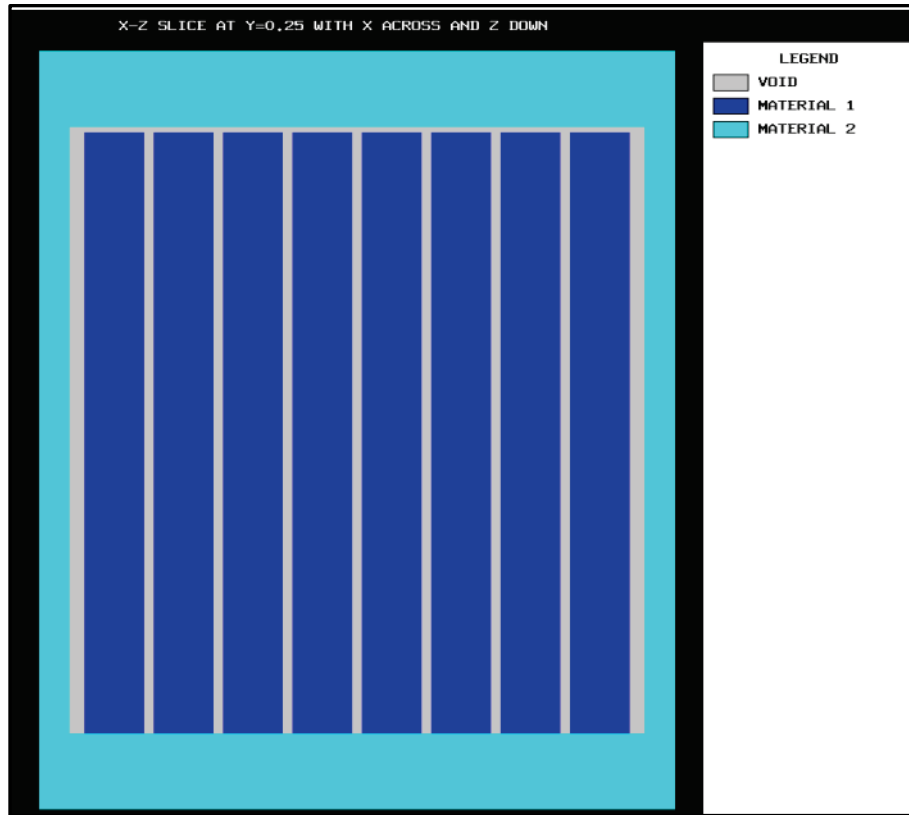 X-Z SLICE AT Y=0.25 WITH X ACROSS AND Z DOWN
LEGEND
VOID
MATERIAL 1
MATERIAL 2